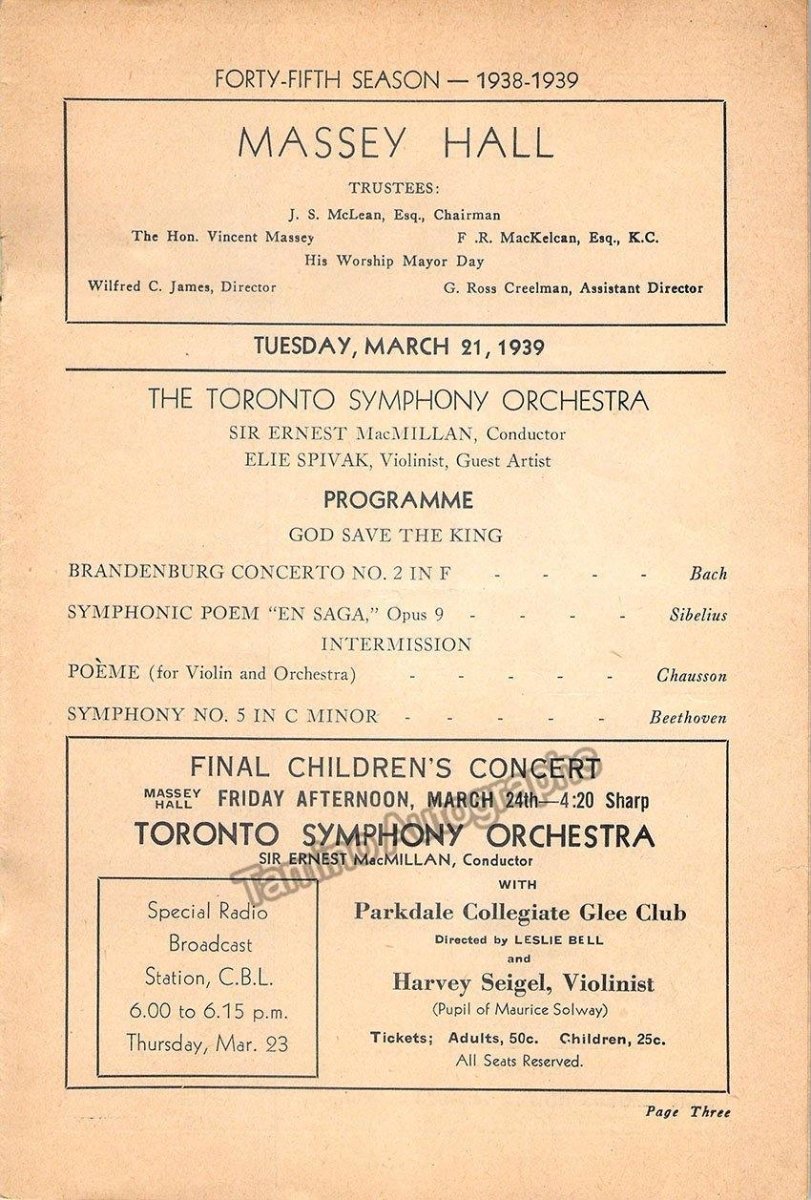 FORTY-FIFTH SEASON — 1938-1939
MASSEY HALL
TRUSTEES:
J. S. McLean, Esq., Chairman
The Hon. Vincent Massey F .R. MacKelcan, Esq., K.C.
His Worship Mayor Day
Wilfred C. James, Director G. Ross Creelman, Assistant Director
TUESDAY, MARCH 21, 1939
THE TORONTO SYMPHONY ORCHESTRA
SIR ERNEST MacMILLAN, Conductor
ELIE SPIVAK, Violinist, Guest Artist
PROGRAMME
GOD SAVE THE KING
BRANDENBURG CONCERTO NO. 2 IN F - - - - Bach
SYMPHONIC POEM “EN SAGA,” Opus 9 - - - - Sibelius
INTERMISSION
POÈME (for Violin and Orchestra) - - - - - Chausson
SYMPHONY NO. 5 IN C MINOR - - - - - Beethoven
FINAL CHILDREN'S CONCERT
MASSEY HALL FRIDAY AFTERNOON, MARCH 24th—4:20 Sharp
TORONTO SYMPHONY ORCHESTRA
SIR ERNEST MacMILLAN, Conductor
Tamino Autographs
Special Radio
Broadcast
Station, C.B.L.
6.00 to 6.15 p.m.
Thursday, Mar. 23
WITH
Parkdale Collegiate Glee Club
Directed by LESLIE BELL
and
Harvey Seigel, Violinist
(Pupil of Maurice Solway)
Tickets; Adults, 50c. Children, 25c.
All Seats Reserved.
Page Three